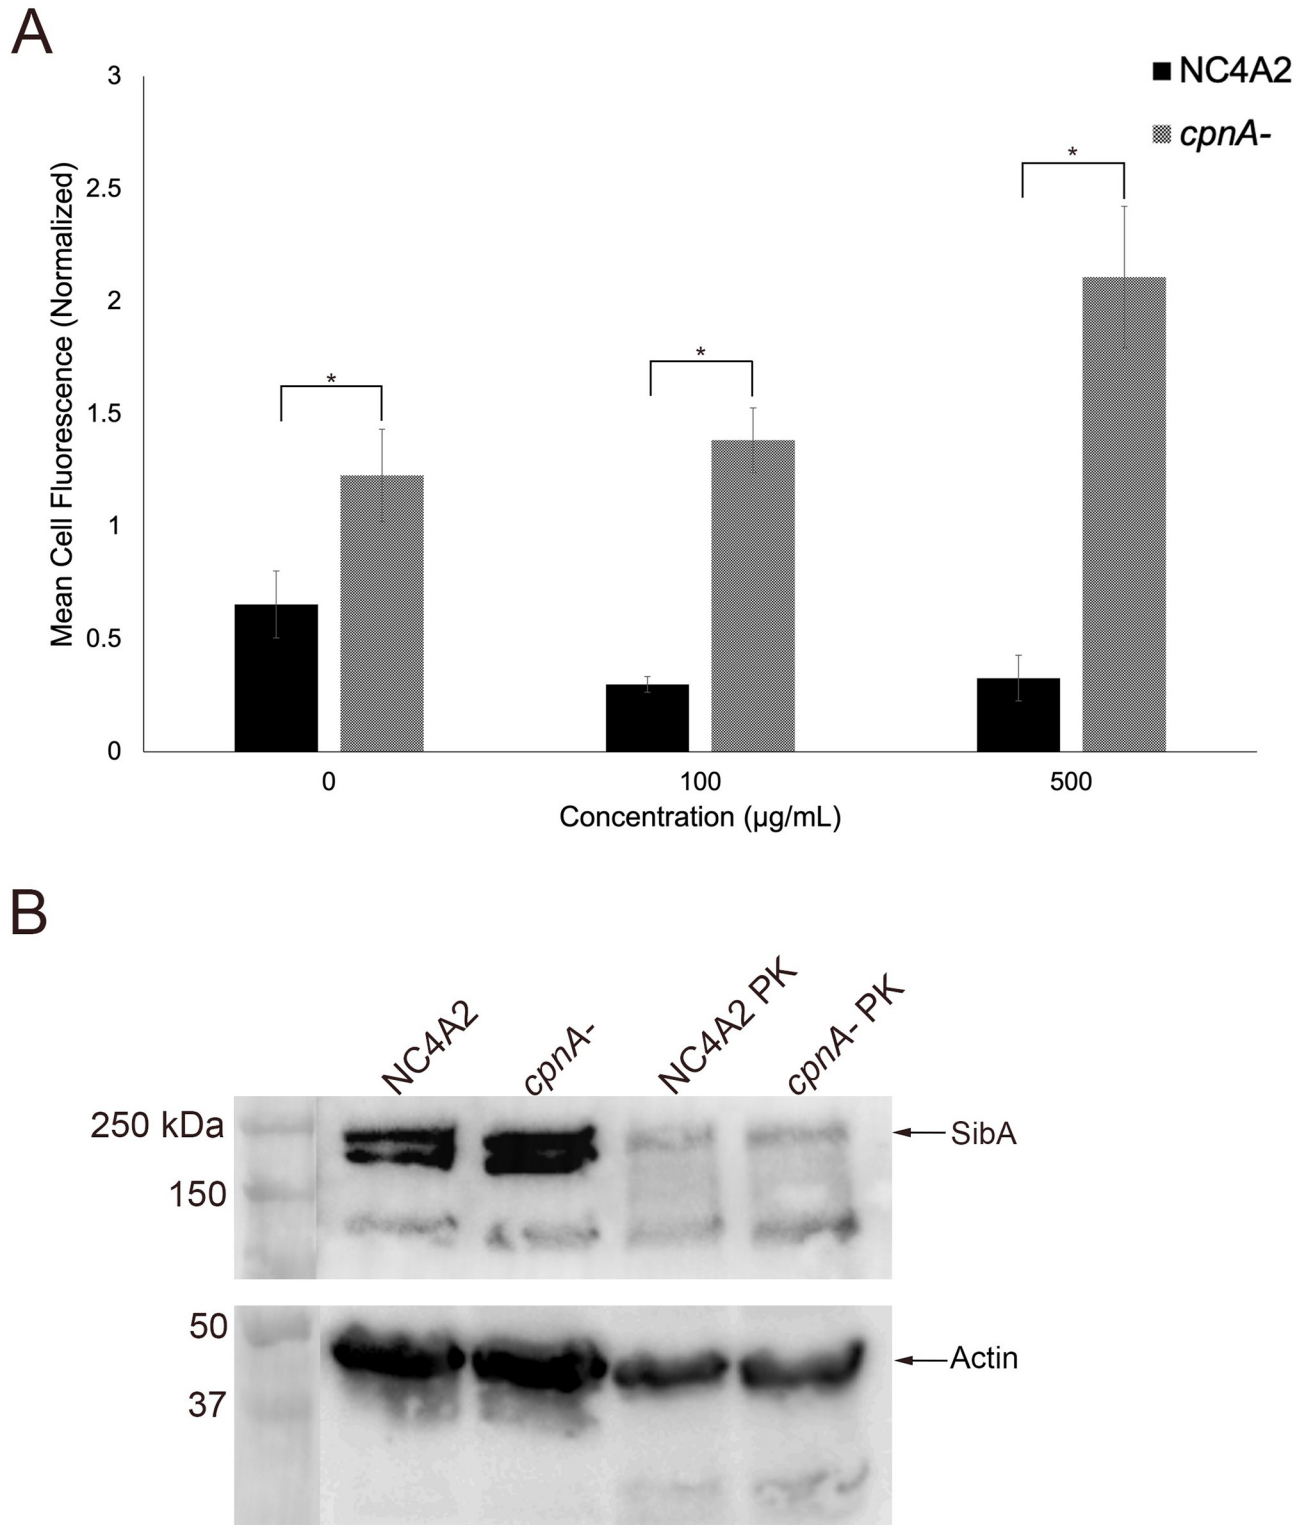 A
NC4A2
cpnA-
Mean Cell Fluorescence (Normalized)
3
2.5
2
1.5
1
0.5
0
*
*
*
0
100
500
Concentration (µg/mL)
B
NC4A2
cpnA-
NC4A2 PK
cpnA- PK
250 kDa
150
SibA
50
37
Actin